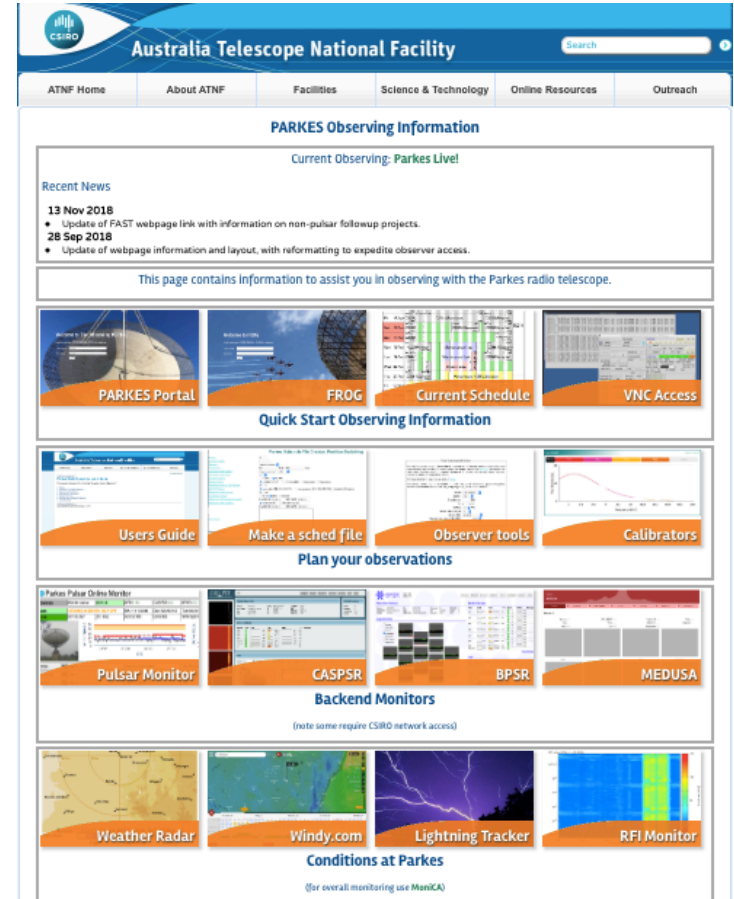 CSIRO
Australia Telescope National Facility
Search
ATNF Home
About ATNF
Facilities
Science & Technology
Online Resources
Outreach
PARKES Observing Information
Current Observing: Parkes Live!
Recent News
13 Nov 2018
Update of FAST webpage link with information on non-pulsar followup projects.
28 Sep 2018
Update of webpage information and layout, with reformatting to expedite observer access.
This page contains information to assist you in observing with the Parkes radio telescope.
PARKES Portal
FROG
Current Schedule
VNC Access
Quick Start Observing Information
Users Guide
Make a sched file
Observer tools
Calibrators
Plan your observations
Parkes Pulsar Online Monitor
Pulsar Monitor
CASPSR
BPSR
MEDUSA
Backend Monitors
(note some require CSIRO network access)
Weather Radar
Windy.com
Lightning Tracker
RFI Monitor
Conditions at Parkes
(for overall monitoring use MoniCA)